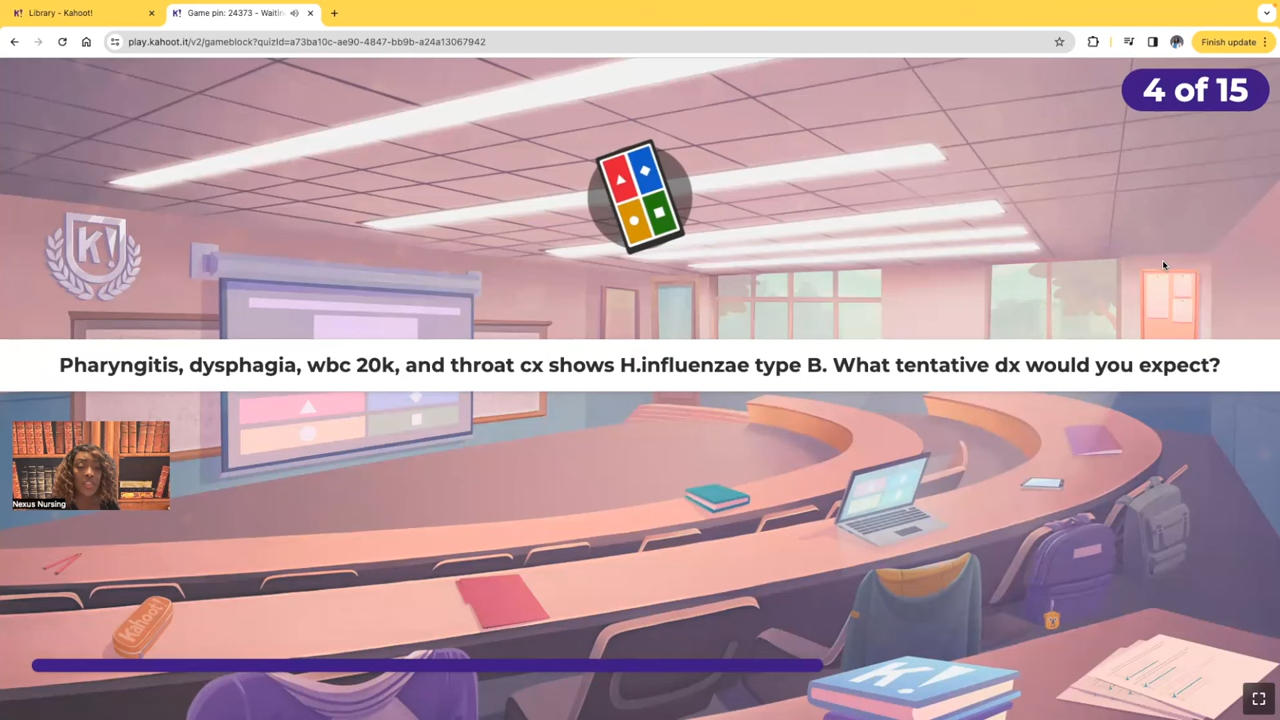 Library - Kahoot!
Game pin: 24373 - Waitin
play.kahoot.it/v2/gameblock?quizId=a73ba10c-ae90-4847-bb9b-a24a13067942
Finish update
4 of 15
K!
Pharyngitis, dysphagia, wbc 20k, and throat cx shows H.influenzae type B. What tentative dx would you expect?
Nexus Nursing
Kahoot!
K!